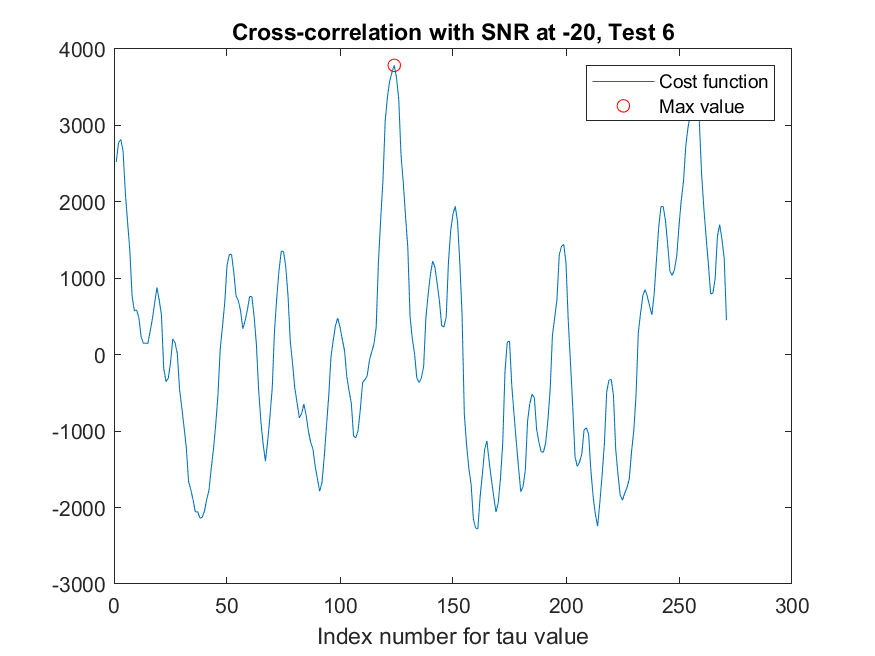 Cross-correlation with SNR at -20, Test 6
4000
3000
2000
1000
0
-1000
-2000
-3000
Cost function
Max value
0 50 100 150 200 250 300
Index number for tau value